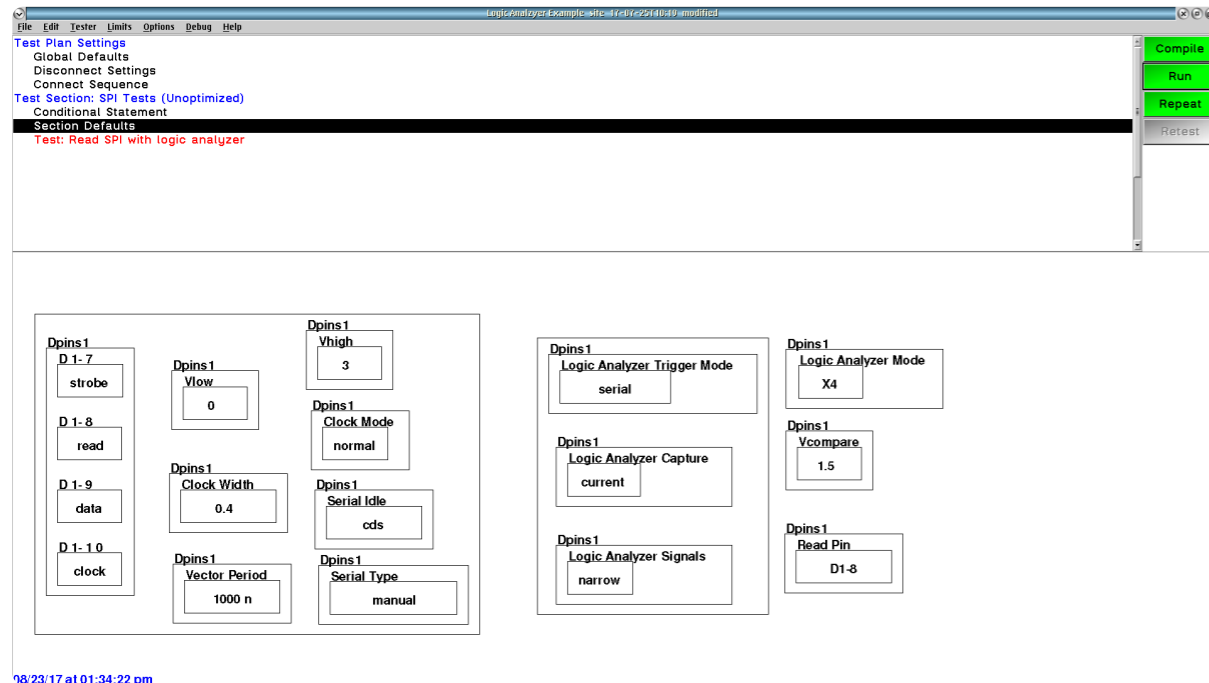 Logic Analzyer Example site 17-07-25T10:19 modified
File Edit Tester Limits Options Debug Help
Test Plan Settings
Global Defaults
Disconnect Settings
Connect Sequence
Test Section: SPI Tests (Unoptimized)
Conditional Statement
Section Defaults
Test: Read SPI with logic analyzer
Compile
Run
Repeat
Retest
Dpins1
D 1- 7
strobe
D 1- 8
read
D 1- 9
data
D 1- 1 0
clock
Dpins1
Vlow
0
Dpins1
Clock Width
0.4
Dpins1
Vector Period
1000 n
Dpins1
Vhigh
3
Dpins1
Clock Mode
normal
Dpins1
Serial Idle
cds
Dpins1
Serial Type
manual
Dpins1
Logic Analyzer Trigger Mode
serial
Dpins1
Logic Analyzer Capture
current
Dpins1
Logic Analyzer Signals
narrow
Dpins1
Logic Analyzer Mode
X4
Dpins1
Vcompare
1.5
Dpins1
Read Pin
D1-8
08/23/17 at 01:34:22 pm